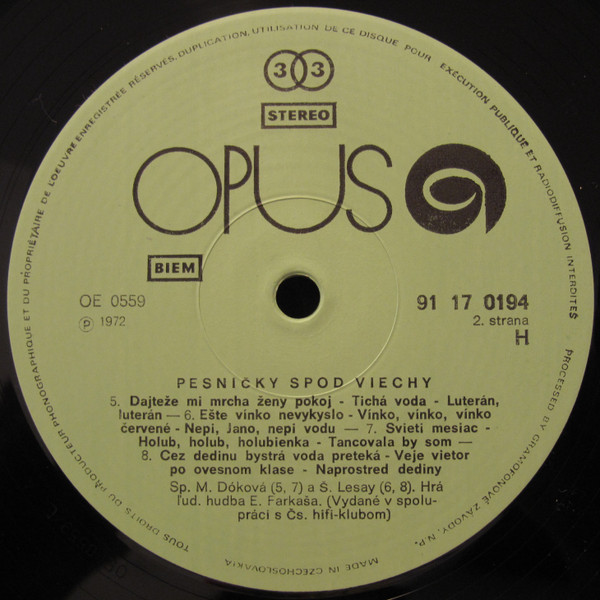 TOUS DROITS DU PRODUCTEUR PHONOGRAPHIQUE ET DU PROPRIÉTAIRE DE L'OEUVRE ENREGISTRÉE RÉSERVÉS, DUPLICATION, UTILISATION DE CE DISQUE POUR EXÉCUTION PUBLIQUE ET RADIODIFFUSION INTERDITES
33
STEREO
OPUS
BIEM
OE 0559
℗ 1972
91 17 0194
2. strana
H
PESNIČKY SPOD VIECHY
5. Dajteže mi mrcha ženy pokoj - Tichá voda - Luterán,
luterán — 6. Ešte vinko nevykyslo - Vínko, vínko, vínko
červené - Nepi, Jano, nepi vodu — 7. Svieti mesiac -
Holub, holub, holubienka - Tancovala by som —
8. Cez dedinu bystrá voda preteká - Veje vietor
po ovesnom klase - Naprostred dediny
Sp. M. Dóková (5, 7) a S. Lesay (6, 8). Hrá
ľud. hudba E. Farkaša. (Vydané v spolu-
práci s Čs. hifi-klubom)
PROCESSED BY GRAMOFONOVÉ ZÁVODY, N.P.
MADE IN CZECHOSLOVAKIA